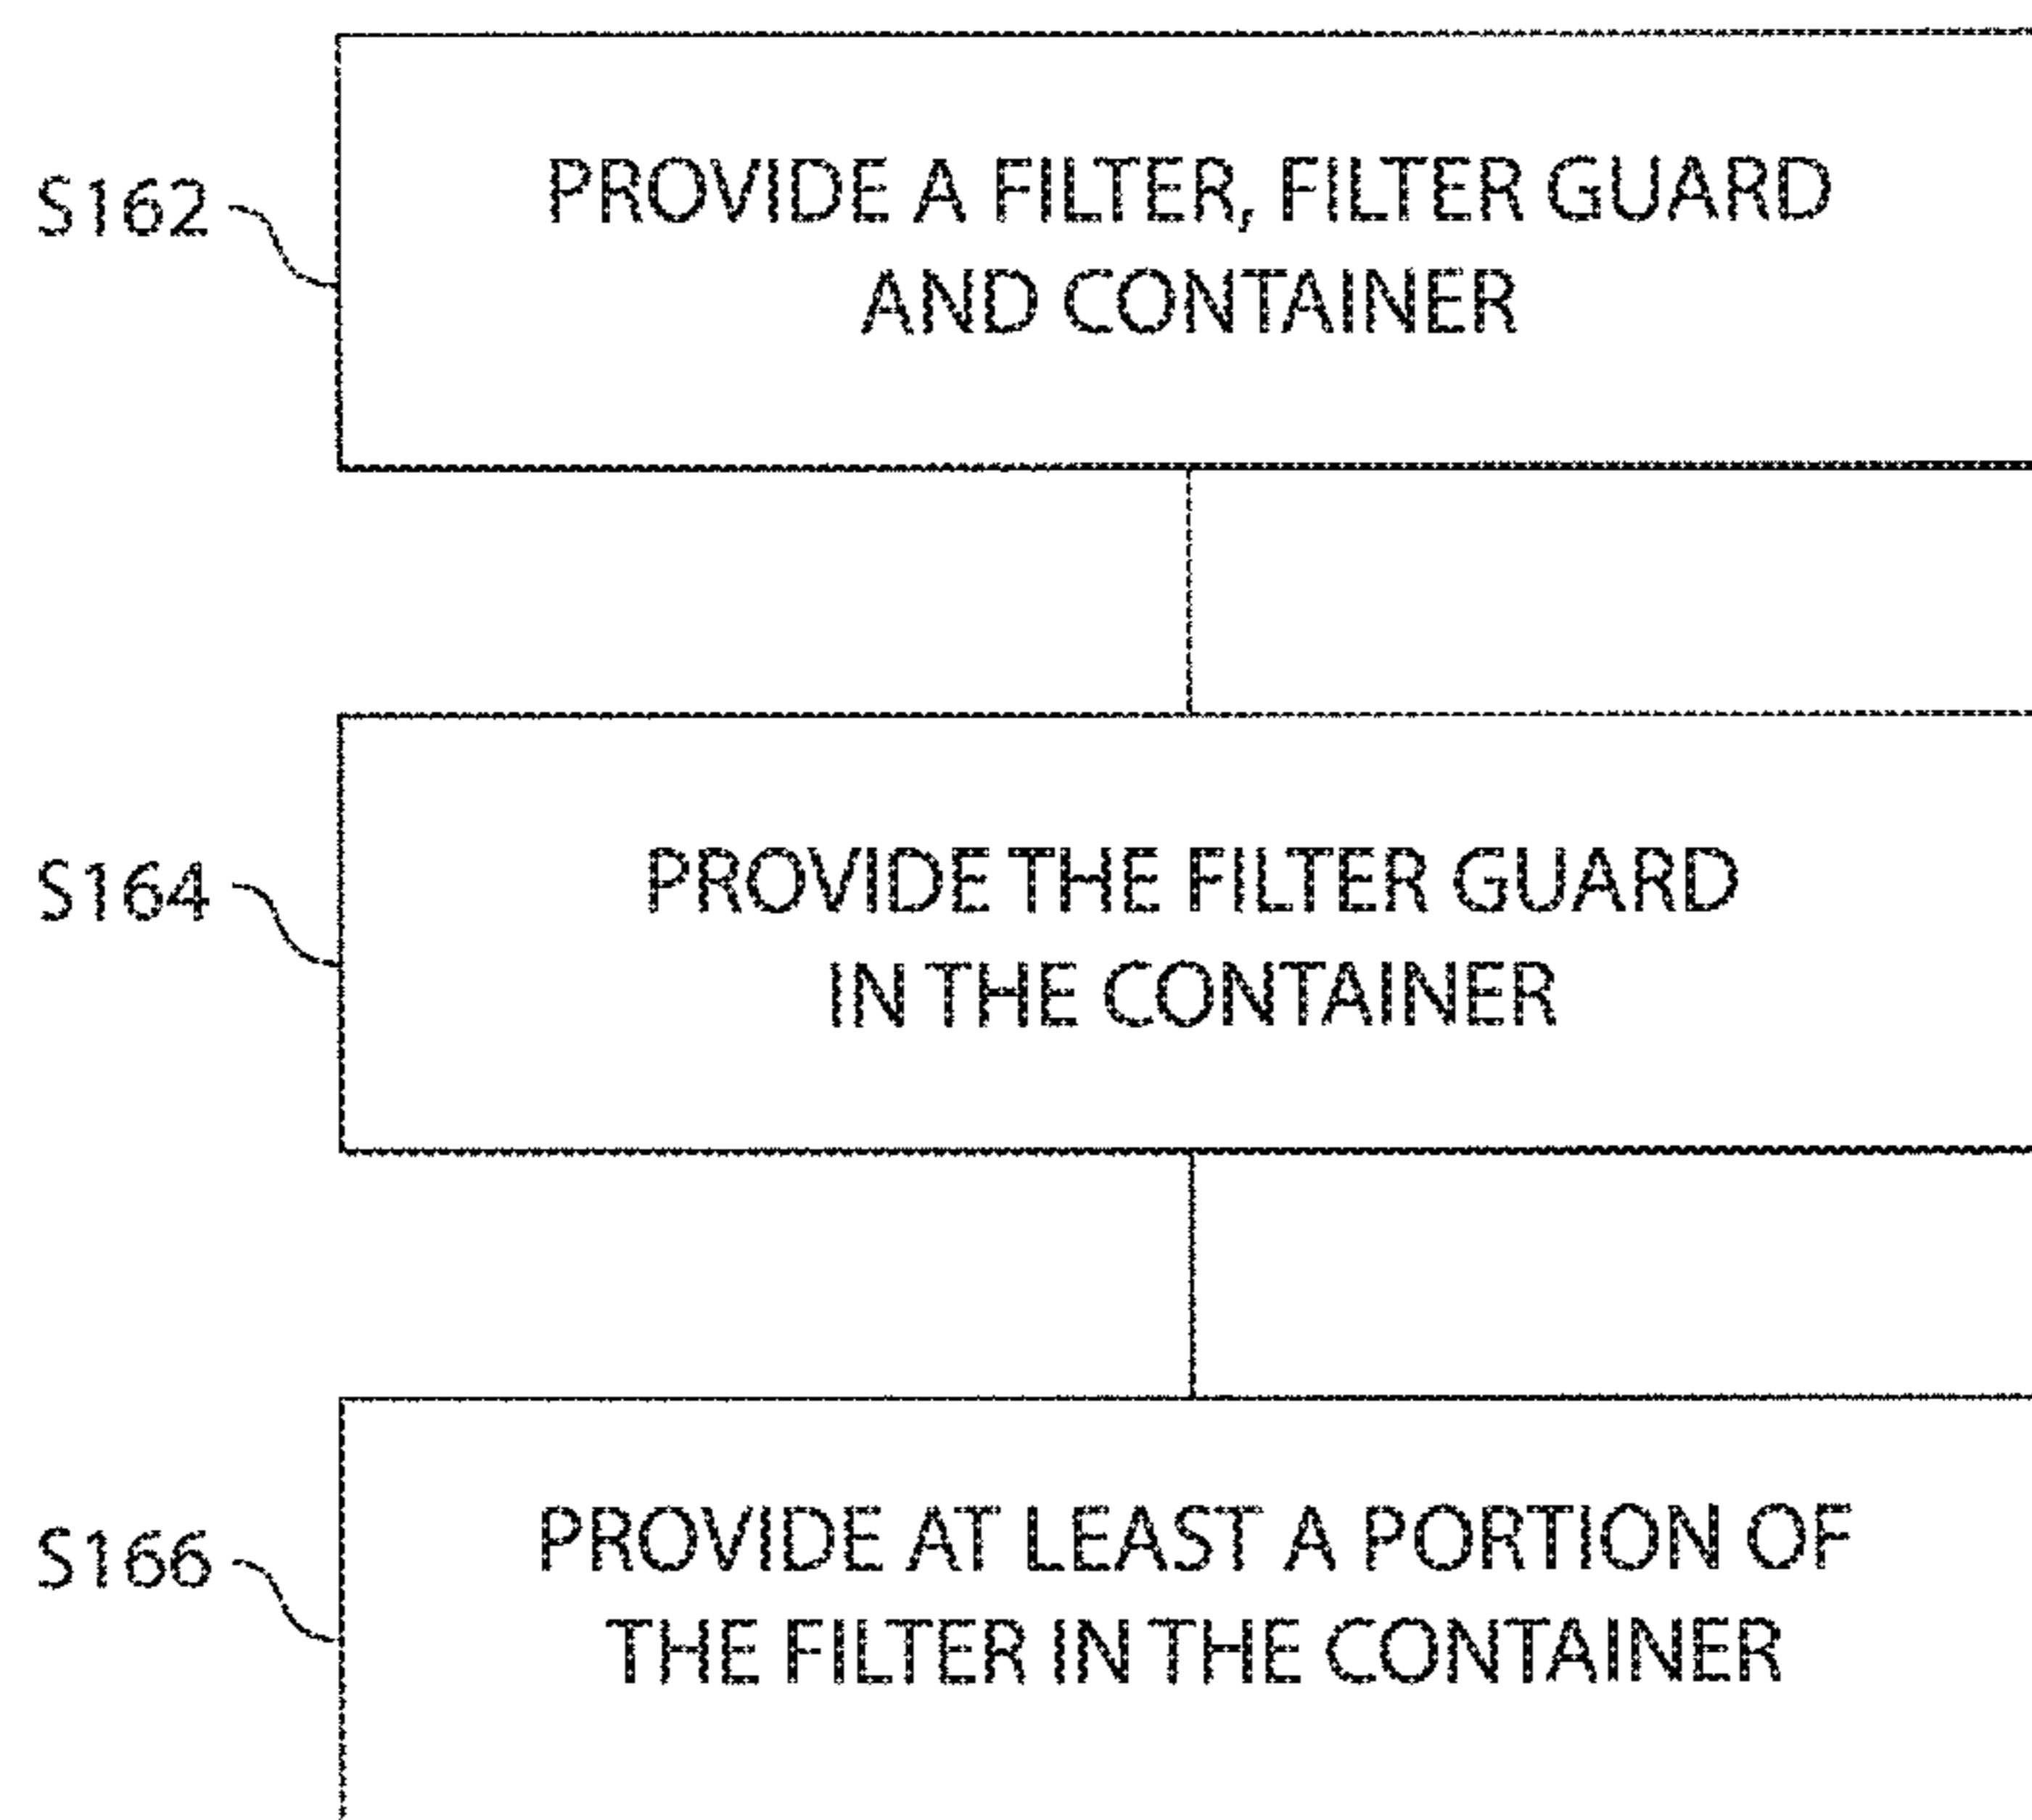 S162
PROVIDE A FILTER, FILTER GUARD
AND CONTAINER
S164
PROVIDE THE FILTER GUARD
IN THE CONTAINER
S166
PROVIDE AT LEAST A PORTION OF
THE FILTER IN THE CONTAINER